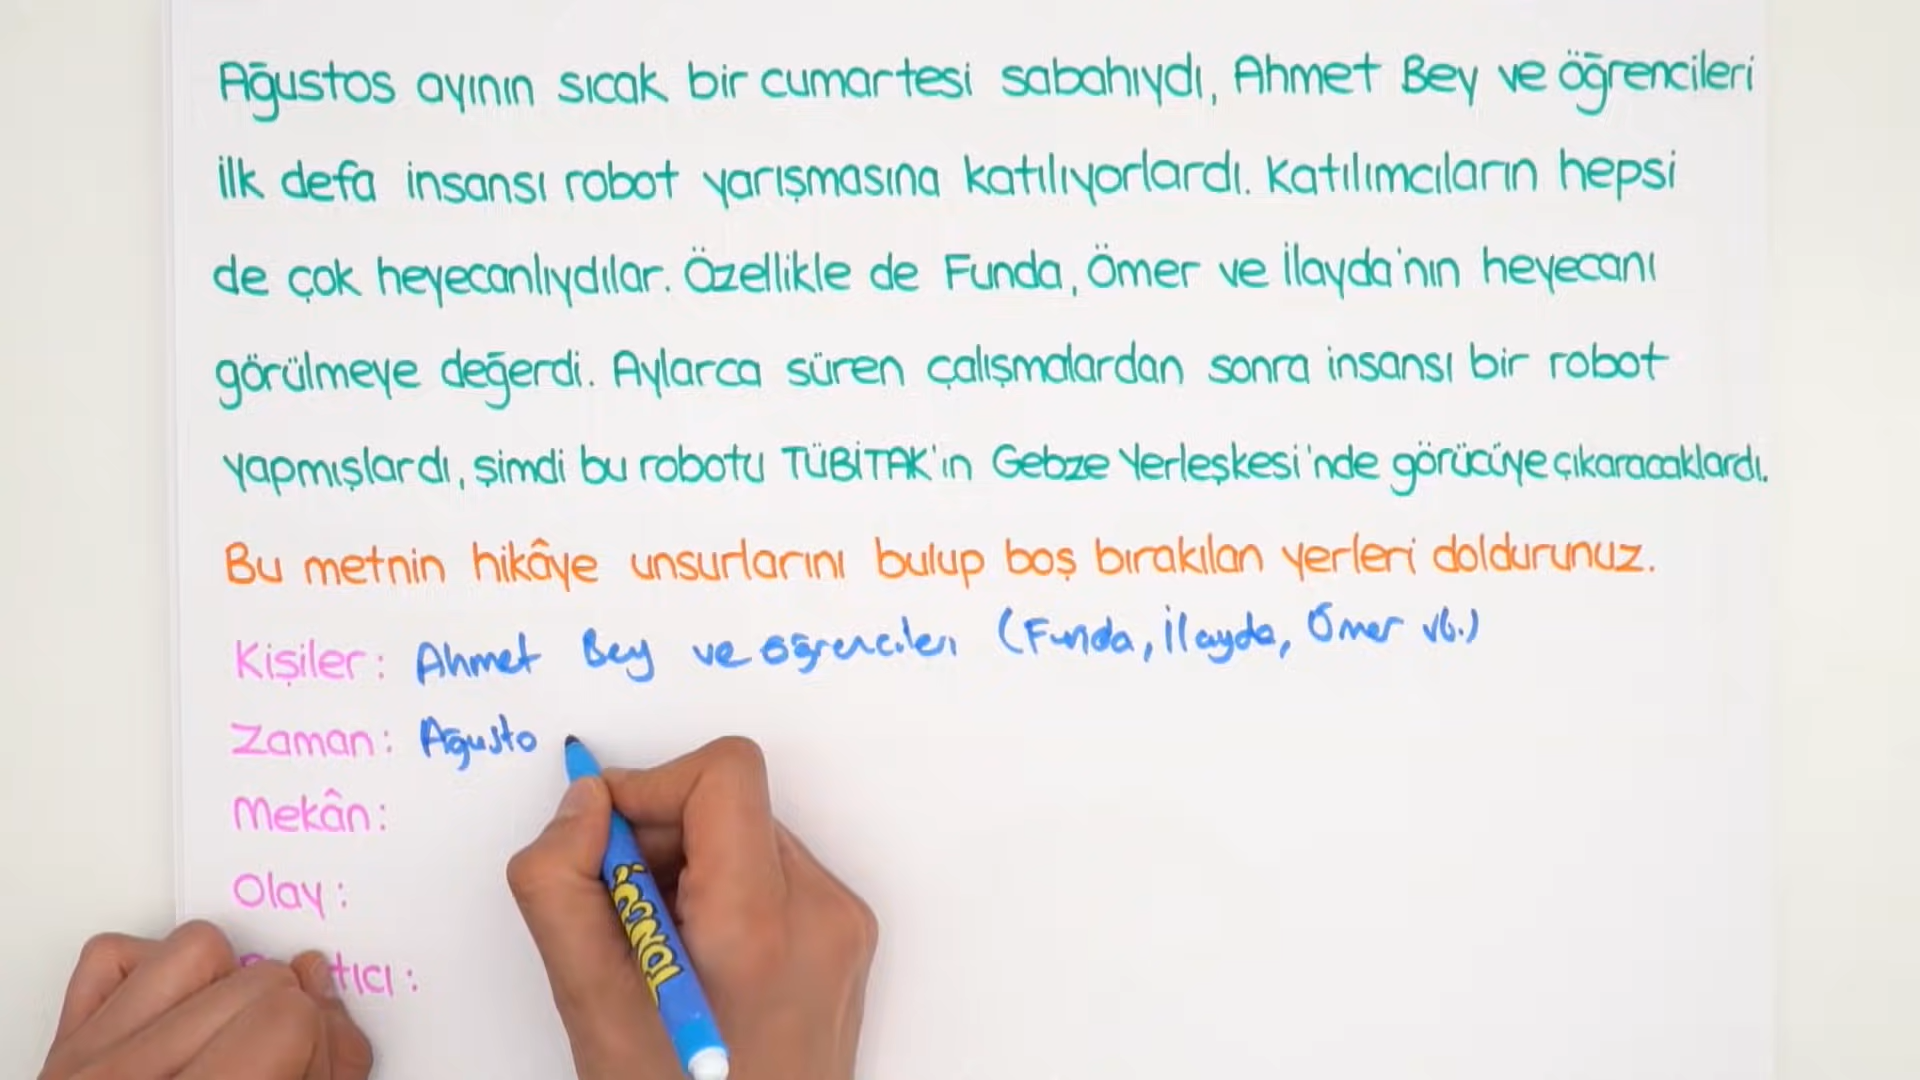 Ağustos ayının sıcak bir cumartesi sabahıydı, Ahmet Bey ve öğrencileri
ilk defa insansı robot yarışmasına katılıyorlardı. Katılımcıların hepsi
de çok heyecanlıydılar. Özellikle de Funda, Ömer ve İlayda'nın heyecanı
görülmeye değerdi. Aylarca süren çalışmalardan sonra insansı bir robot
yapmışlardı, şimdi bu robotu TÜBİTAK'ın Gebze Yerleşkesi'nde görücüye çıkaracaklardı.
Bu metnin hikâye unsurlarını bulup boş bırakılan yerleri doldurunuz.
Kişiler: Ahmet Bey ve öğrencileri (Funda, İlayda, Ömer vb.)
Zaman: Ağusto
Mekân:
Olay:
tıcı: